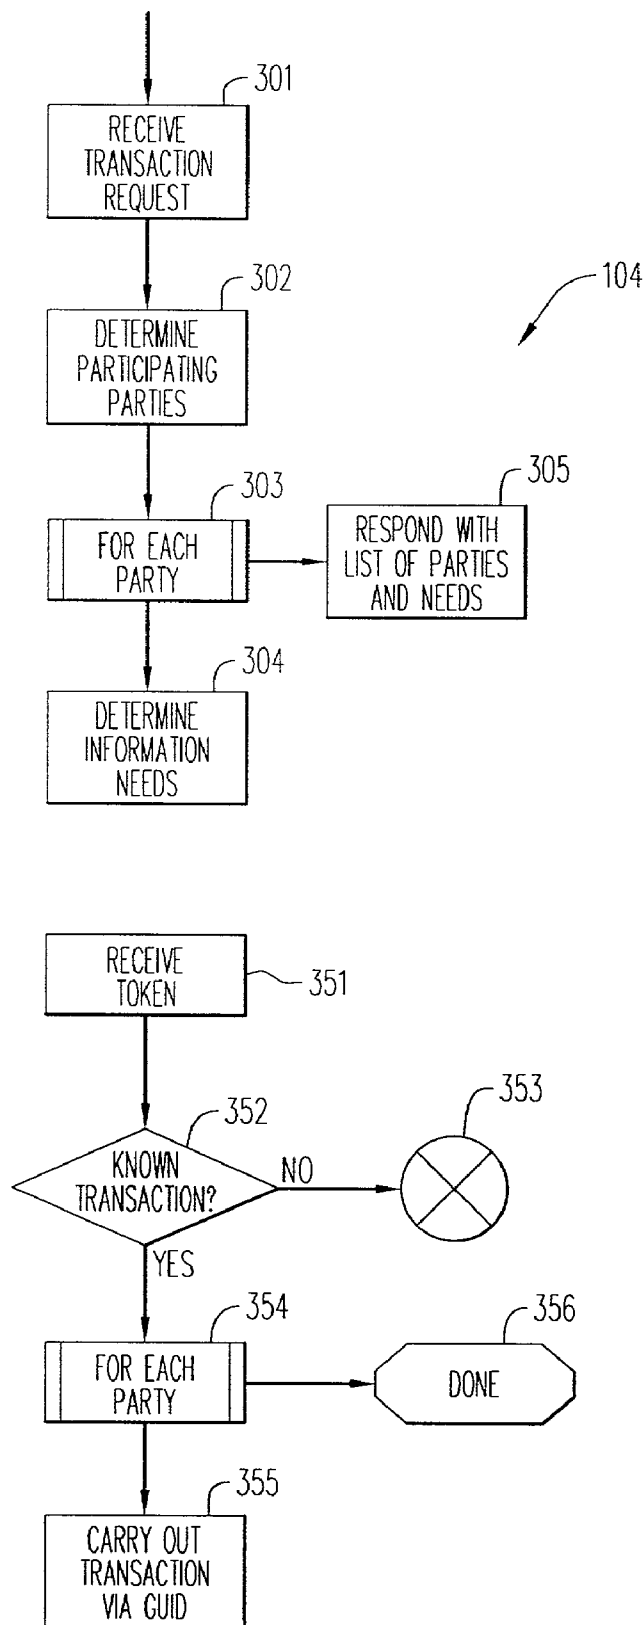 301
RECEIVE
TRANSACTION
REQUEST
302
104
DETERMINE
PARTICIPATING
PARTIES
303
305
FOR EACH
PARTY
RESPOND WITH
LIST OF PARTIES
AND NEEDS
304
DETERMINE
INFORMATION
NEEDS
RECEIVE
TOKEN
351
352
353
KNOWN
TRANSACTION?
NO
YES
354
356
FOR EACH
PARTY
DONE
355
CARRY OUT
TRANSACTION
VIA GUID